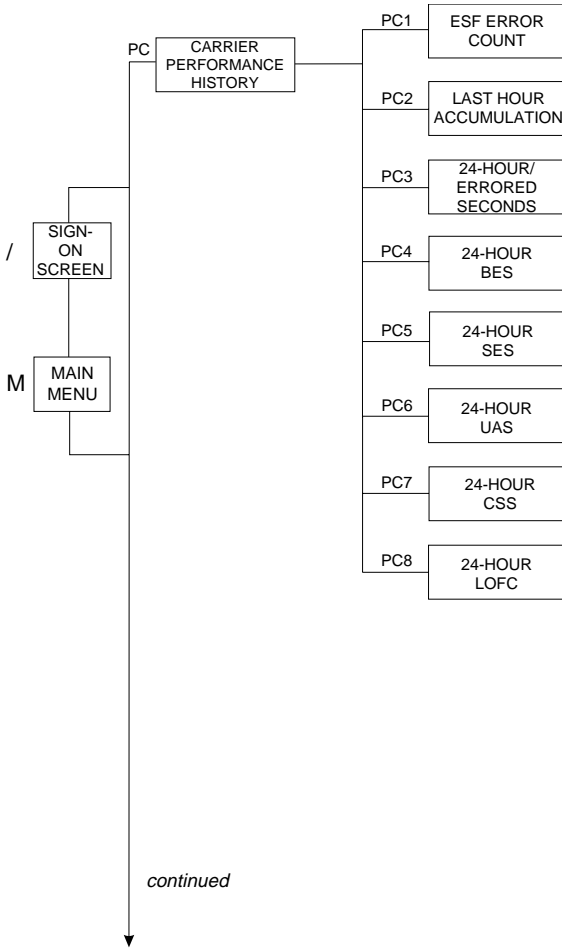 PC
CARRIER
PERFORMANCE
HISTORY
/
SIGN-
ON
SCREEN
M
MAIN
MENU
PC1
ESF ERROR
COUNT
PC2
LAST HOUR
ACCUMULATION
PC3
24-HOUR/
ERRORED
SECONDS
PC4
24-HOUR
BES
PC5
24-HOUR
SES
PC6
24-HOUR
UAS
PC7
24-HOUR
CSS
PC8
24-HOUR
LOFC
continued